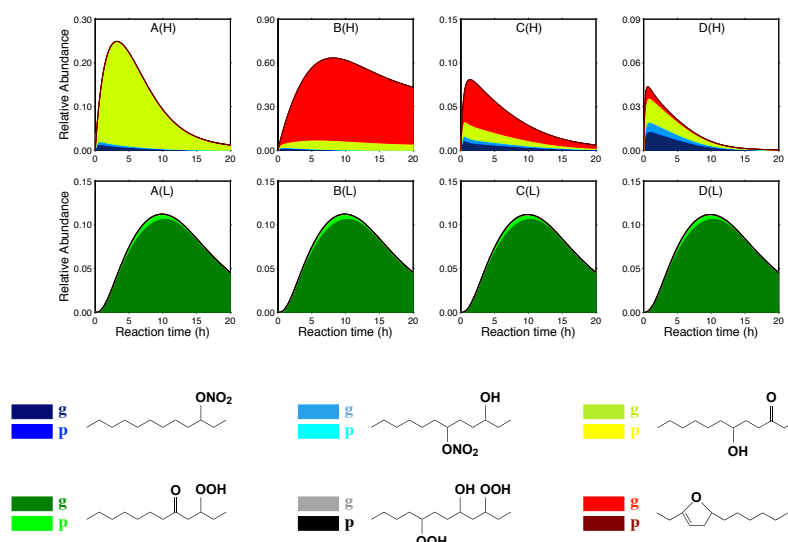 A(H) B(H) C(H) D(H)
Relative Abundance
0.30 0.90 0.15 0.09
0.20 0.60 0.10 0.06
0.10 0.30 0.05 0.03
0.00 0.00 0.00 0.00
0 5 10 15 20 0 5 10 15 20 0 5 10 15 20 0 5 10 15 20
A(L) B(L) C(L) D(L)
Relative Abundance
0.15 0.15 0.15 0.15
0.10 0.10 0.10 0.10
0.05 0.05 0.05 0.05
0.00 0.00 0.00 0.00
0 5 10 15 20 0 5 10 15 20 0 5 10 15 20 0 5 10 15 20
Reaction time (h) Reaction time (h) Reaction time (h) Reaction time (h)
g ONO2 g OH g O
p p ONO2 p OH
g O OOH g OH OOH g O
p p OOH p